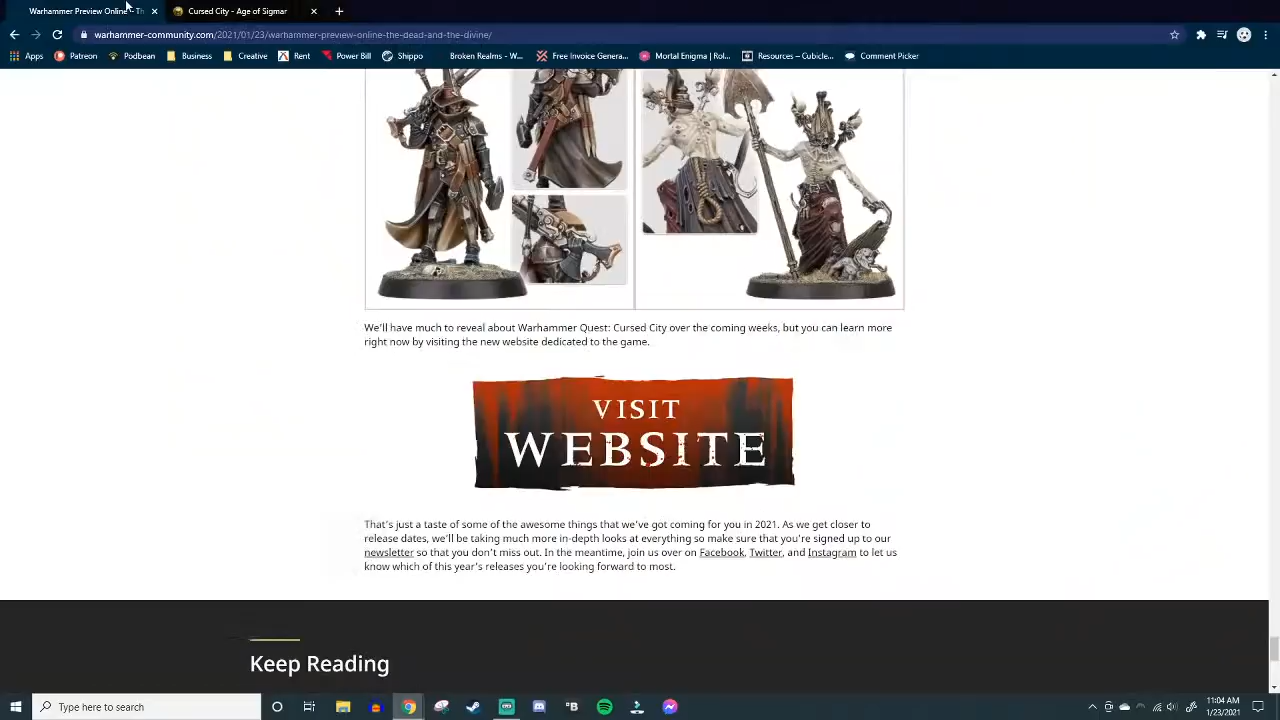 Warhammer Preview Online - Th
Cursed City - Age of Sigmar
warhammer-community.com/2021/01/23/warhammer-preview-online-the-dead-and-the-divine/
Apps Patreon Podbean Business Creative Rent Power Bill Shippo Broken Realms - W... Free Invoice Genera... Mortal Enigma | Rol... Resources – Cubicle... Comment Picker
We'll have much to reveal about Warhammer Quest: Cursed City over the coming weeks, but you can learn more
right now by visiting the new website dedicated to the game.
VISIT
WEBSITE
That's just a taste of some of the awesome things that we've got coming for you in 2021. As we get closer to
release dates, we'll be taking much more in-depth looks at everything so make sure that you're signed up to our
newsletter so that you don't miss out. In the meantime, join us over on Facebook, Twitter, and Instagram to let us
know which of this year's releases you're looking forward to most.
Keep Reading
Type here to search
11:04 AM
1/23/2021